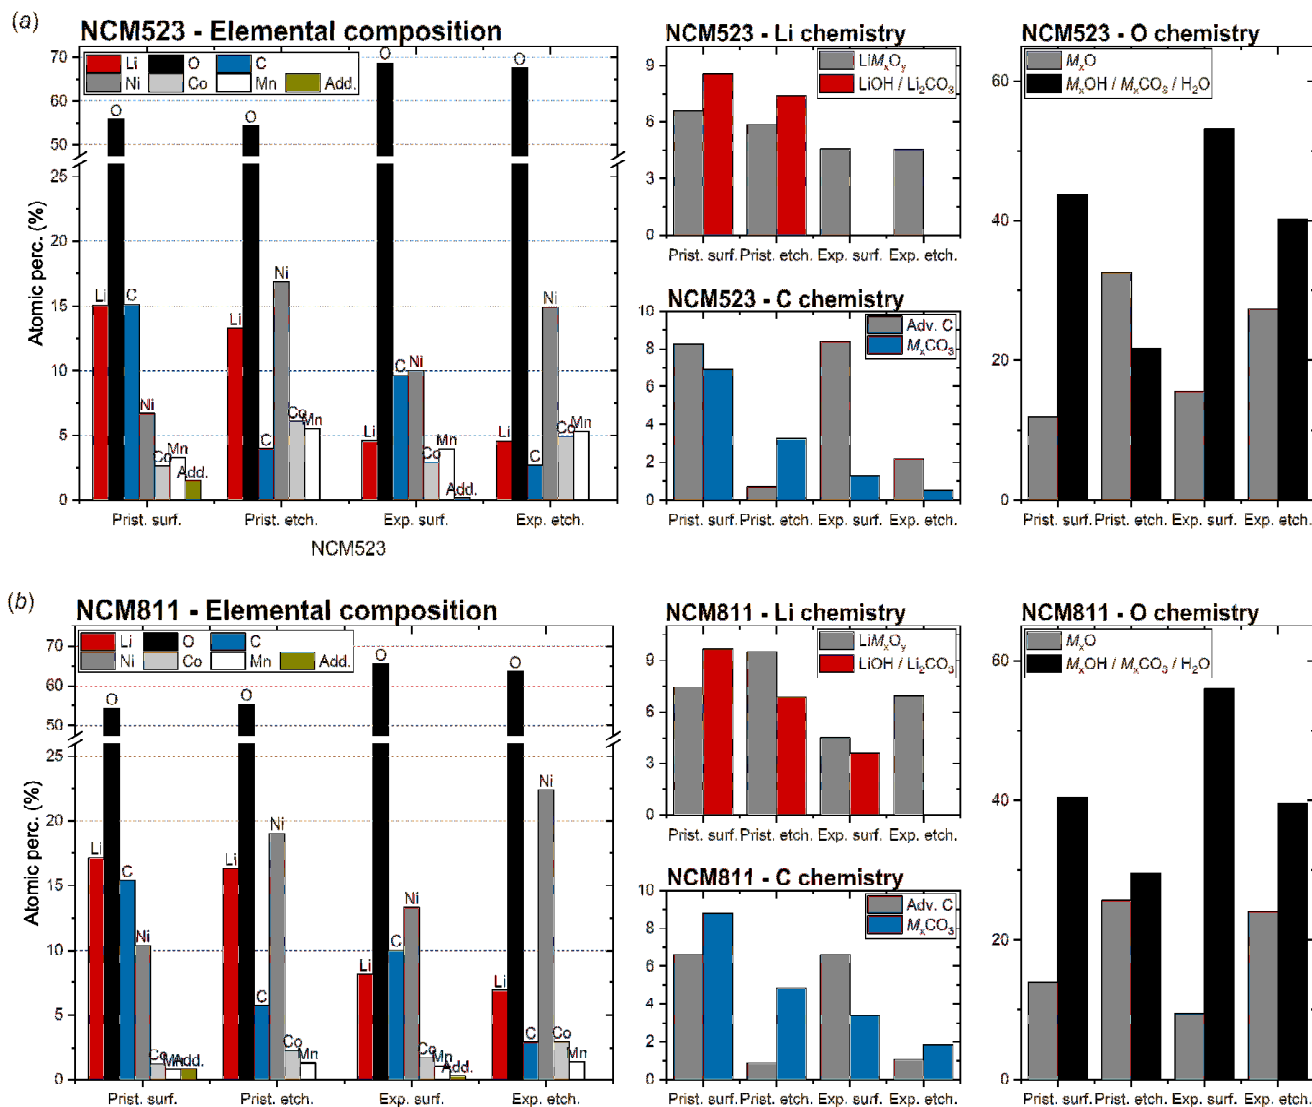 (a)
NCM523 - Elemental composition
Li O C
Ni Co Mn Add.
70
65
60
55
50
25
20
15
10
5
0
Atomic perc. (%)
O O O O
Li C Ni Co Mn Add.
Li C Ni Co Mn
Li C Ni Co Mn Add.
Li C Ni Co Mn
Prist. surf. Prist. etch. Exp. surf. Exp. etch.
NCM523
NCM523 - Li chemistry
LiMxOy
LiOH / Li2CO3
9
6
3
0
Prist. surf. Prist. etch. Exp. surf. Exp. etch.
NCM523 - C chemistry
Adv. C
MxCO3
10
8
6
4
2
0
Prist. surf. Prist. etch Exp. surf. Exp. etch.
NCM523 - O chemistry
MxO
MxOH / MxCO3 / H2O
60
40
20
0
Prist. surf. Prist. etch. Exp. surf. Exp. etch.
(b)
NCM811 - Elemental composition
Li O C
Ni Co Mn Add.
70
65
60
55
50
25
20
15
10
5
0
Atomic perc. (%)
O O O O
Li C Ni Co Mn Add.
Li C Ni Co Mn
Li C Ni Co Mn Add.
Li C Ni Co Mn
Prist. surf. Prist. etch. Exp. surf. Exp. etch.
NCM811 - Li chemistry
LiMxOy
LiOH / Li2CO3
9
6
3
0
Prist. surf. Prist. etch. Exp. surf. Exp. etch.
NCM811 - C chemistry
Adv. C
MxCO3
10
8
6
4
2
0
Prist. surf. Prist. etch. Exp. surf. Exp. etch.
NCM811 - O chemistry
MxO
MxOH / MxCO3 / H2O
60
40
20
0
Prist. surf. Prist. etch. Exp. surf. Exp. etch.